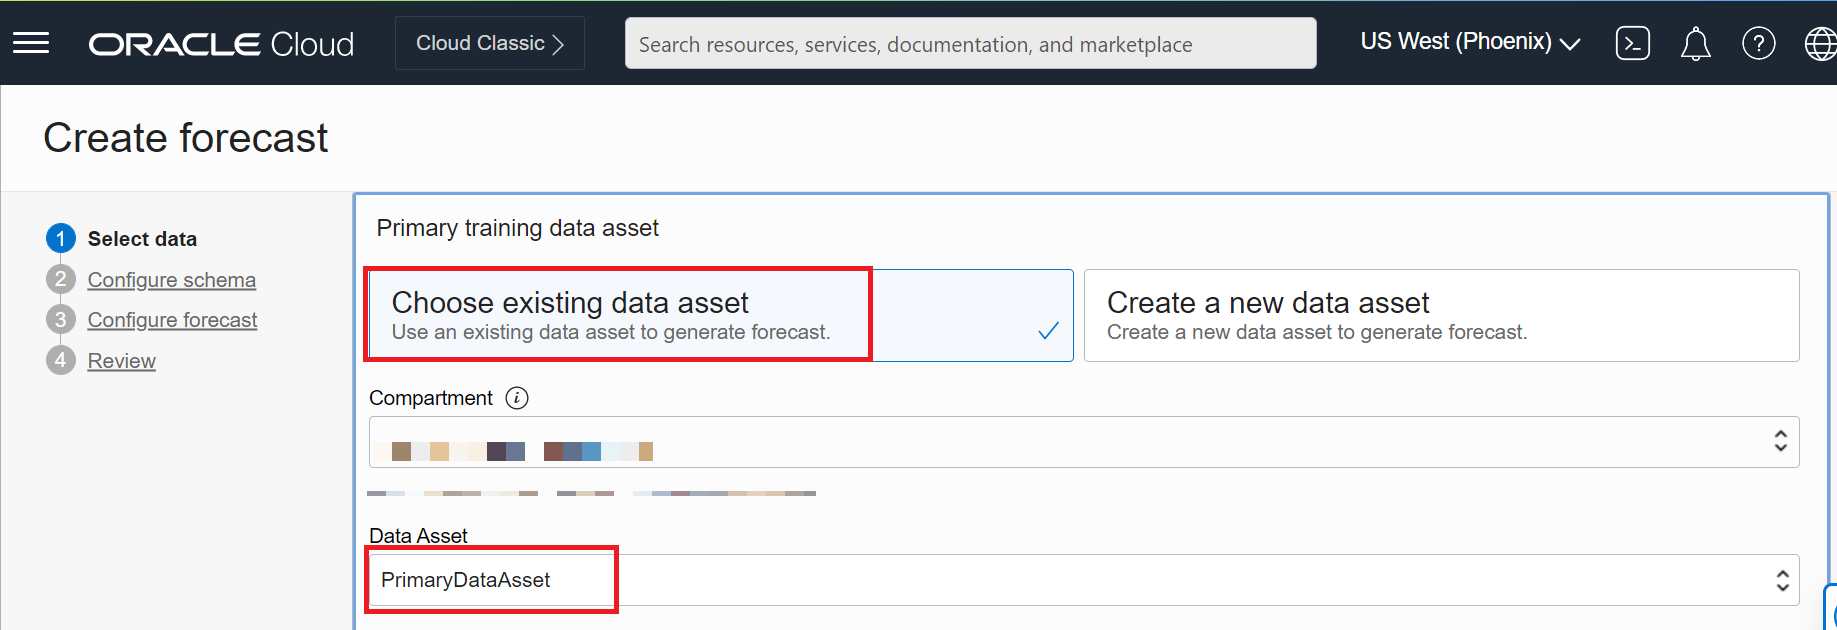 ORACLE Cloud
Cloud Classic
Search resources, services, documentation, and marketplace
US West (Phoenix)
Create forecast
1 Select data
2 Configure schema
3 Configure forecast
4 Review
Primary training data asset
Choose existing data asset
Use an existing data asset to generate forecast.
Create a new data asset
Create a new data asset to generate forecast.
Compartment
Data Asset
PrimaryDataAsset